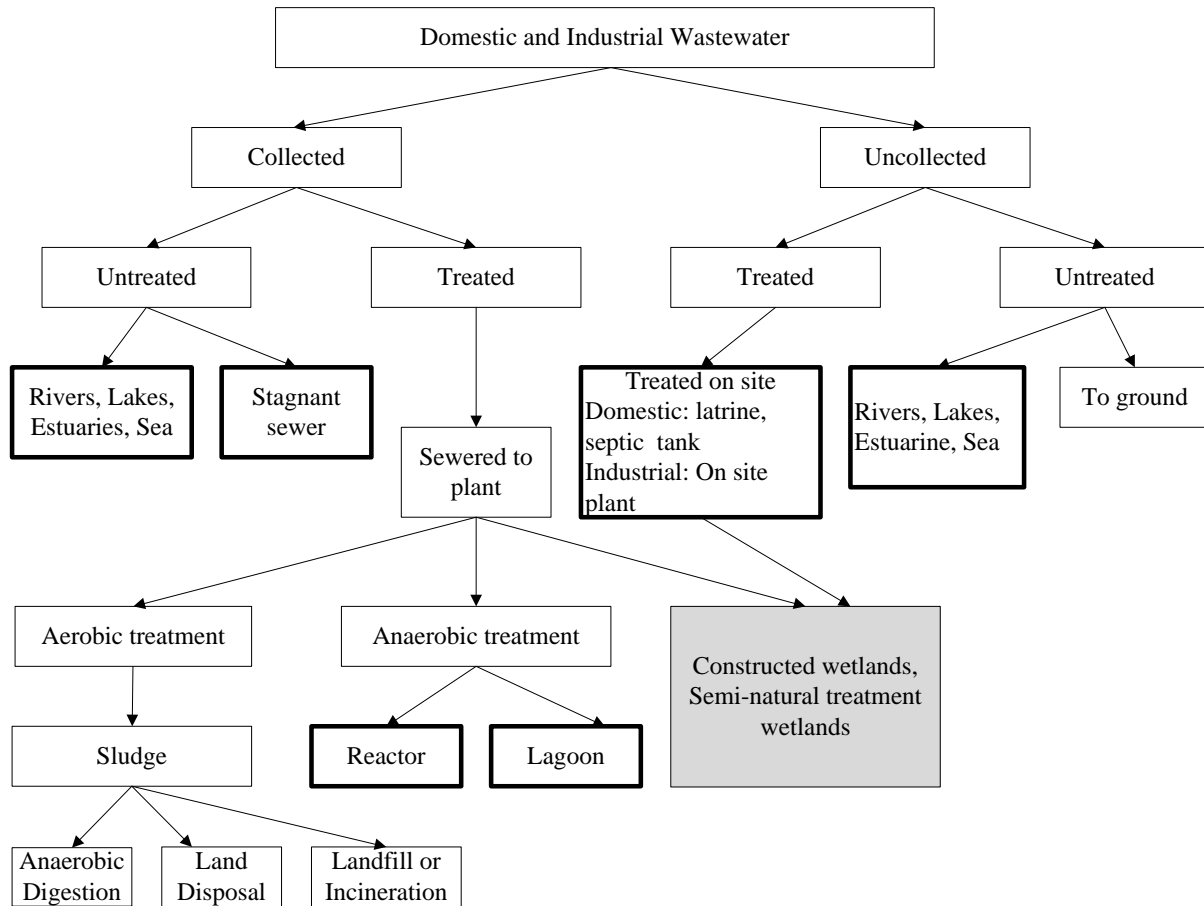 Domestic and Industrial Wastewater
Collected
Uncollected
Untreated
Treated
Treated
Untreated
Rivers, Lakes,
Estuaries, Sea
Stagnant
sewer
Treated on site
Domestic: latrine,
septic tank
Industrial: On site
plant
Rivers, Lakes,
Estuarine, Sea
To ground
Sewered to
plant
Aerobic treatment
Anaerobic treatment
Constructed wetlands,
Semi-natural treatment
wetlands
Sludge
Reactor
Lagoon
Anaerobic
Digestion
Land
Disposal
Landfill or
Incineration